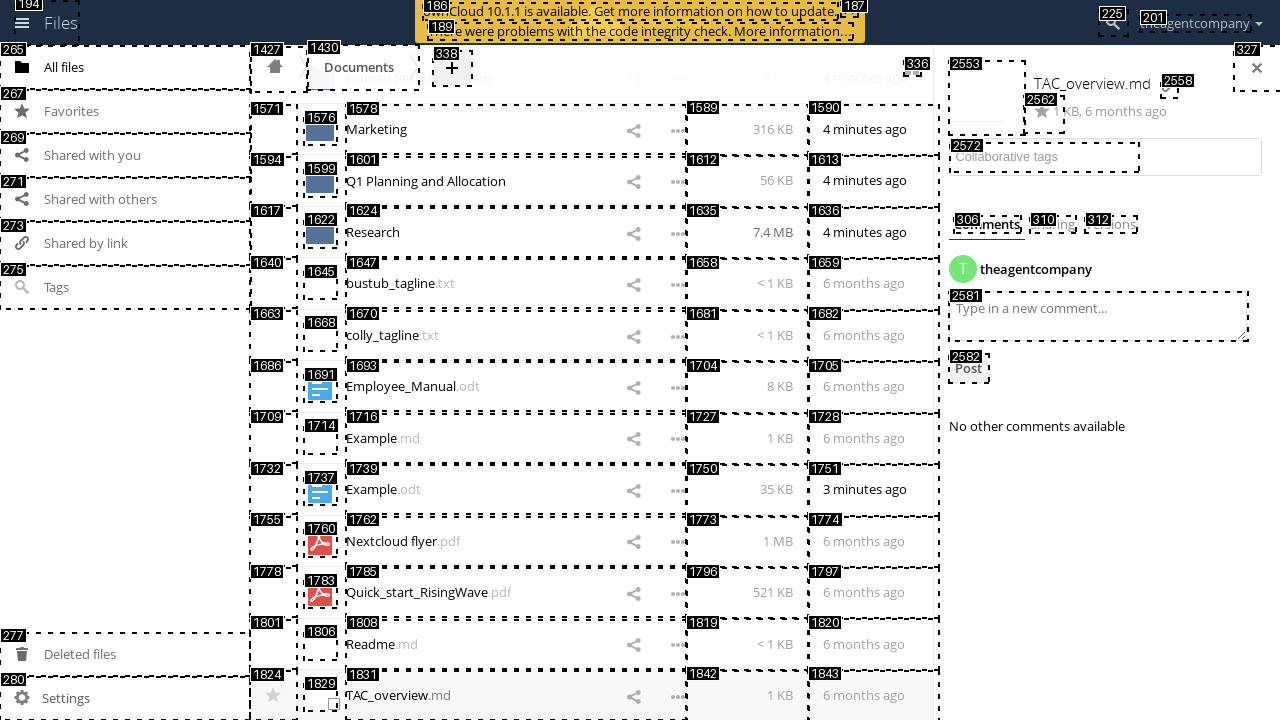 194
Files
186
ownCloud 10.1.1 is available. Get more information on how to update.
187
189
There were problems with the code integrity check. More information…
225
201
theagentcompany
265
All files
267
Favorites
269
Shared with you
271
Shared with others
273
Shared by link
275
Tags
277
Deleted files
280
Settings
1427
1430
Documents
338
+
336
1571
1576
1578
Marketing
1589
316 KB
1590
4 minutes ago
1594
1599
1601
Q1 Planning and Allocation
1612
56 KB
1613
4 minutes ago
1617
1622
1624
Research
1635
7.4 MB
1636
4 minutes ago
1640
1645
1647
bustub_tagline.txt
1658
< 1 KB
1659
6 months ago
1663
1668
1670
colly_tagline.txt
1681
< 1 KB
1682
6 months ago
1686
1691
1693
Employee_Manual.odt
1704
8 KB
1705
6 months ago
1709
1714
1716
Example.md
1727
1 KB
1728
6 months ago
1732
1737
1739
Example.odt
1750
35 KB
1751
3 minutes ago
1755
1760
1762
Nextcloud flyer.pdf
1773
1 MB
1774
6 months ago
1778
1783
1785
Quick_start_RisingWave.pdf
1796
521 KB
1797
6 months ago
1801
1806
1808
Readme.md
1819
< 1 KB
1820
6 months ago
1824
1829
1831
TAC_overview.md
1842
1 KB
1843
6 months ago
327
2553
TAC_overview.md
2558
2562
1 KB, 6 months ago
2572
Collaborative tags
306
Comments
310
Sharing
312
Versions
T
theagentcompany
2581
Type in a new comment...
2582
Post
No other comments available